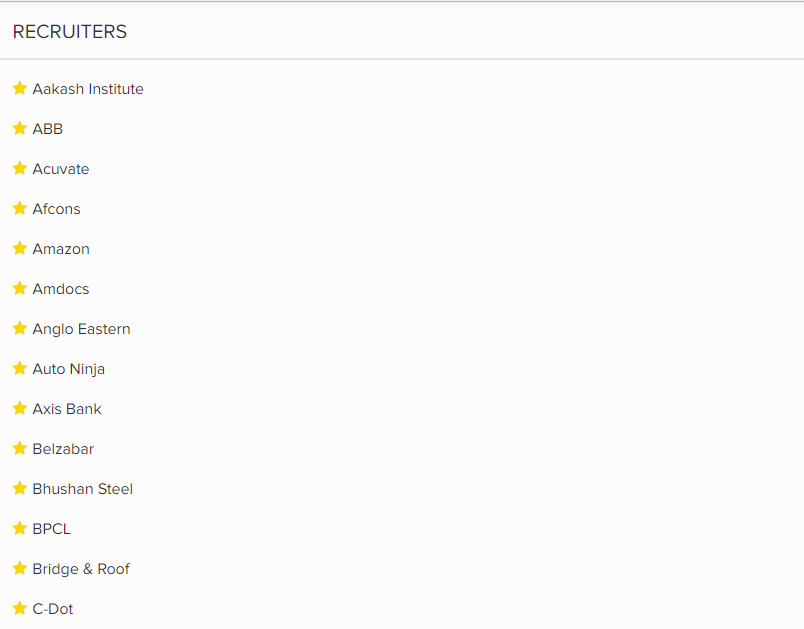 RECRUITERS
Aakash Institute
ABB
Acuvate
Afcons
Amazon
Amdocs
Anglo Eastern
Auto Ninja
Axis Bank
Belzabar
Bhushan Steel
BPCL
Bridge & Roof
C-Dot